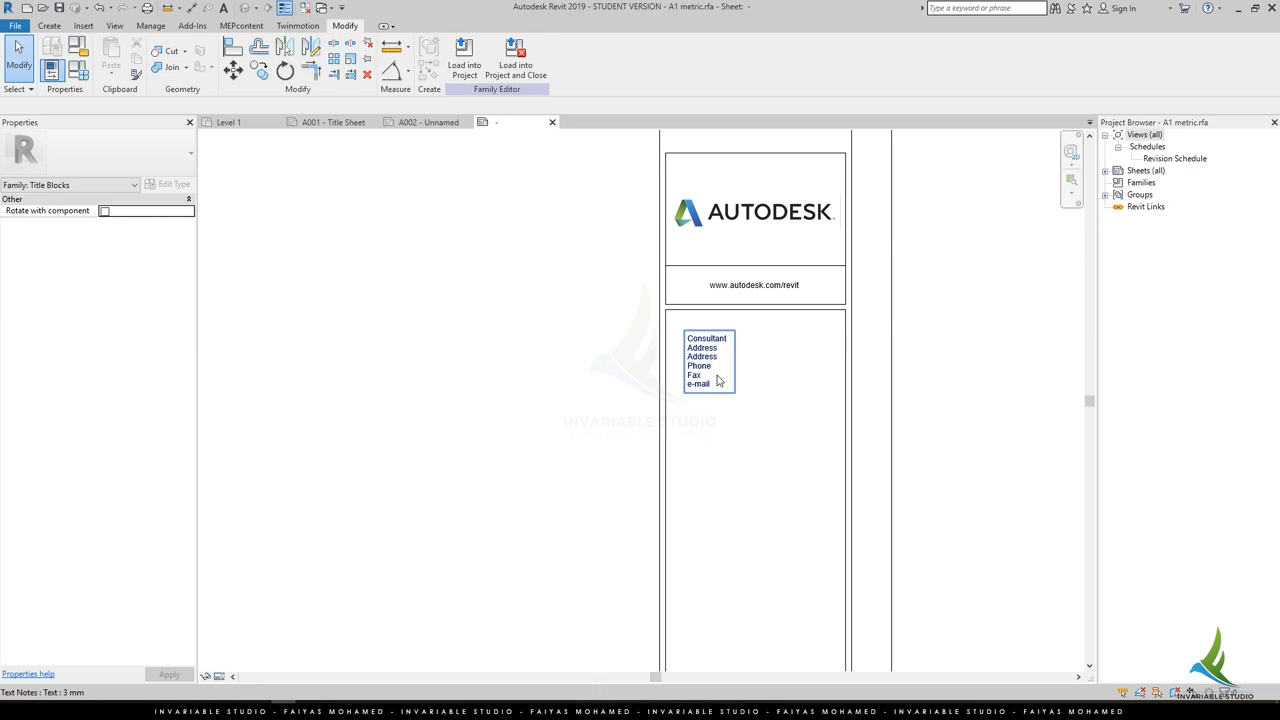 Autodesk Revit 2019 - STUDENT VERSION - A1 metric.rfa - Sheet: -
Type a keyword or phrase
Sign In
File
Create
Insert
View
Manage
Add-Ins
MEPcontent
Twinmotion
Modify
Modify
Paste
Cut
Join
Load into
Project
Load into
Project and Close
Select
Properties
Clipboard
Geometry
Modify
Measure
Create
Family Editor
Properties
Level 1
A001 - Title Sheet
A002 - Unnamed
-
Project Browser - A1 metric.rfa
Family: Title Blocks
Edit Type
Other
Rotate with component
Views (all)
Schedules
Revision Schedule
Sheets (all)
Families
Groups
Revit Links
AUTODESK.
www.autodesk.com/revit
Consultant
Address
Address
Phone
Fax
e-mail
INVARIABLE STUDIO
Properties help
Apply
Text Notes : Text : 3 mm
INVARIABLE STUDIO
INVARIABLE STUDIO - FAIYAS MOHAMED - INVARIABLE STUDIO - FAIYAS MOHAMED - INVARIABLE STUDIO - FAIYAS MOHAMED - INVARIABLE STUDIO - FAIYAS MOHAMED